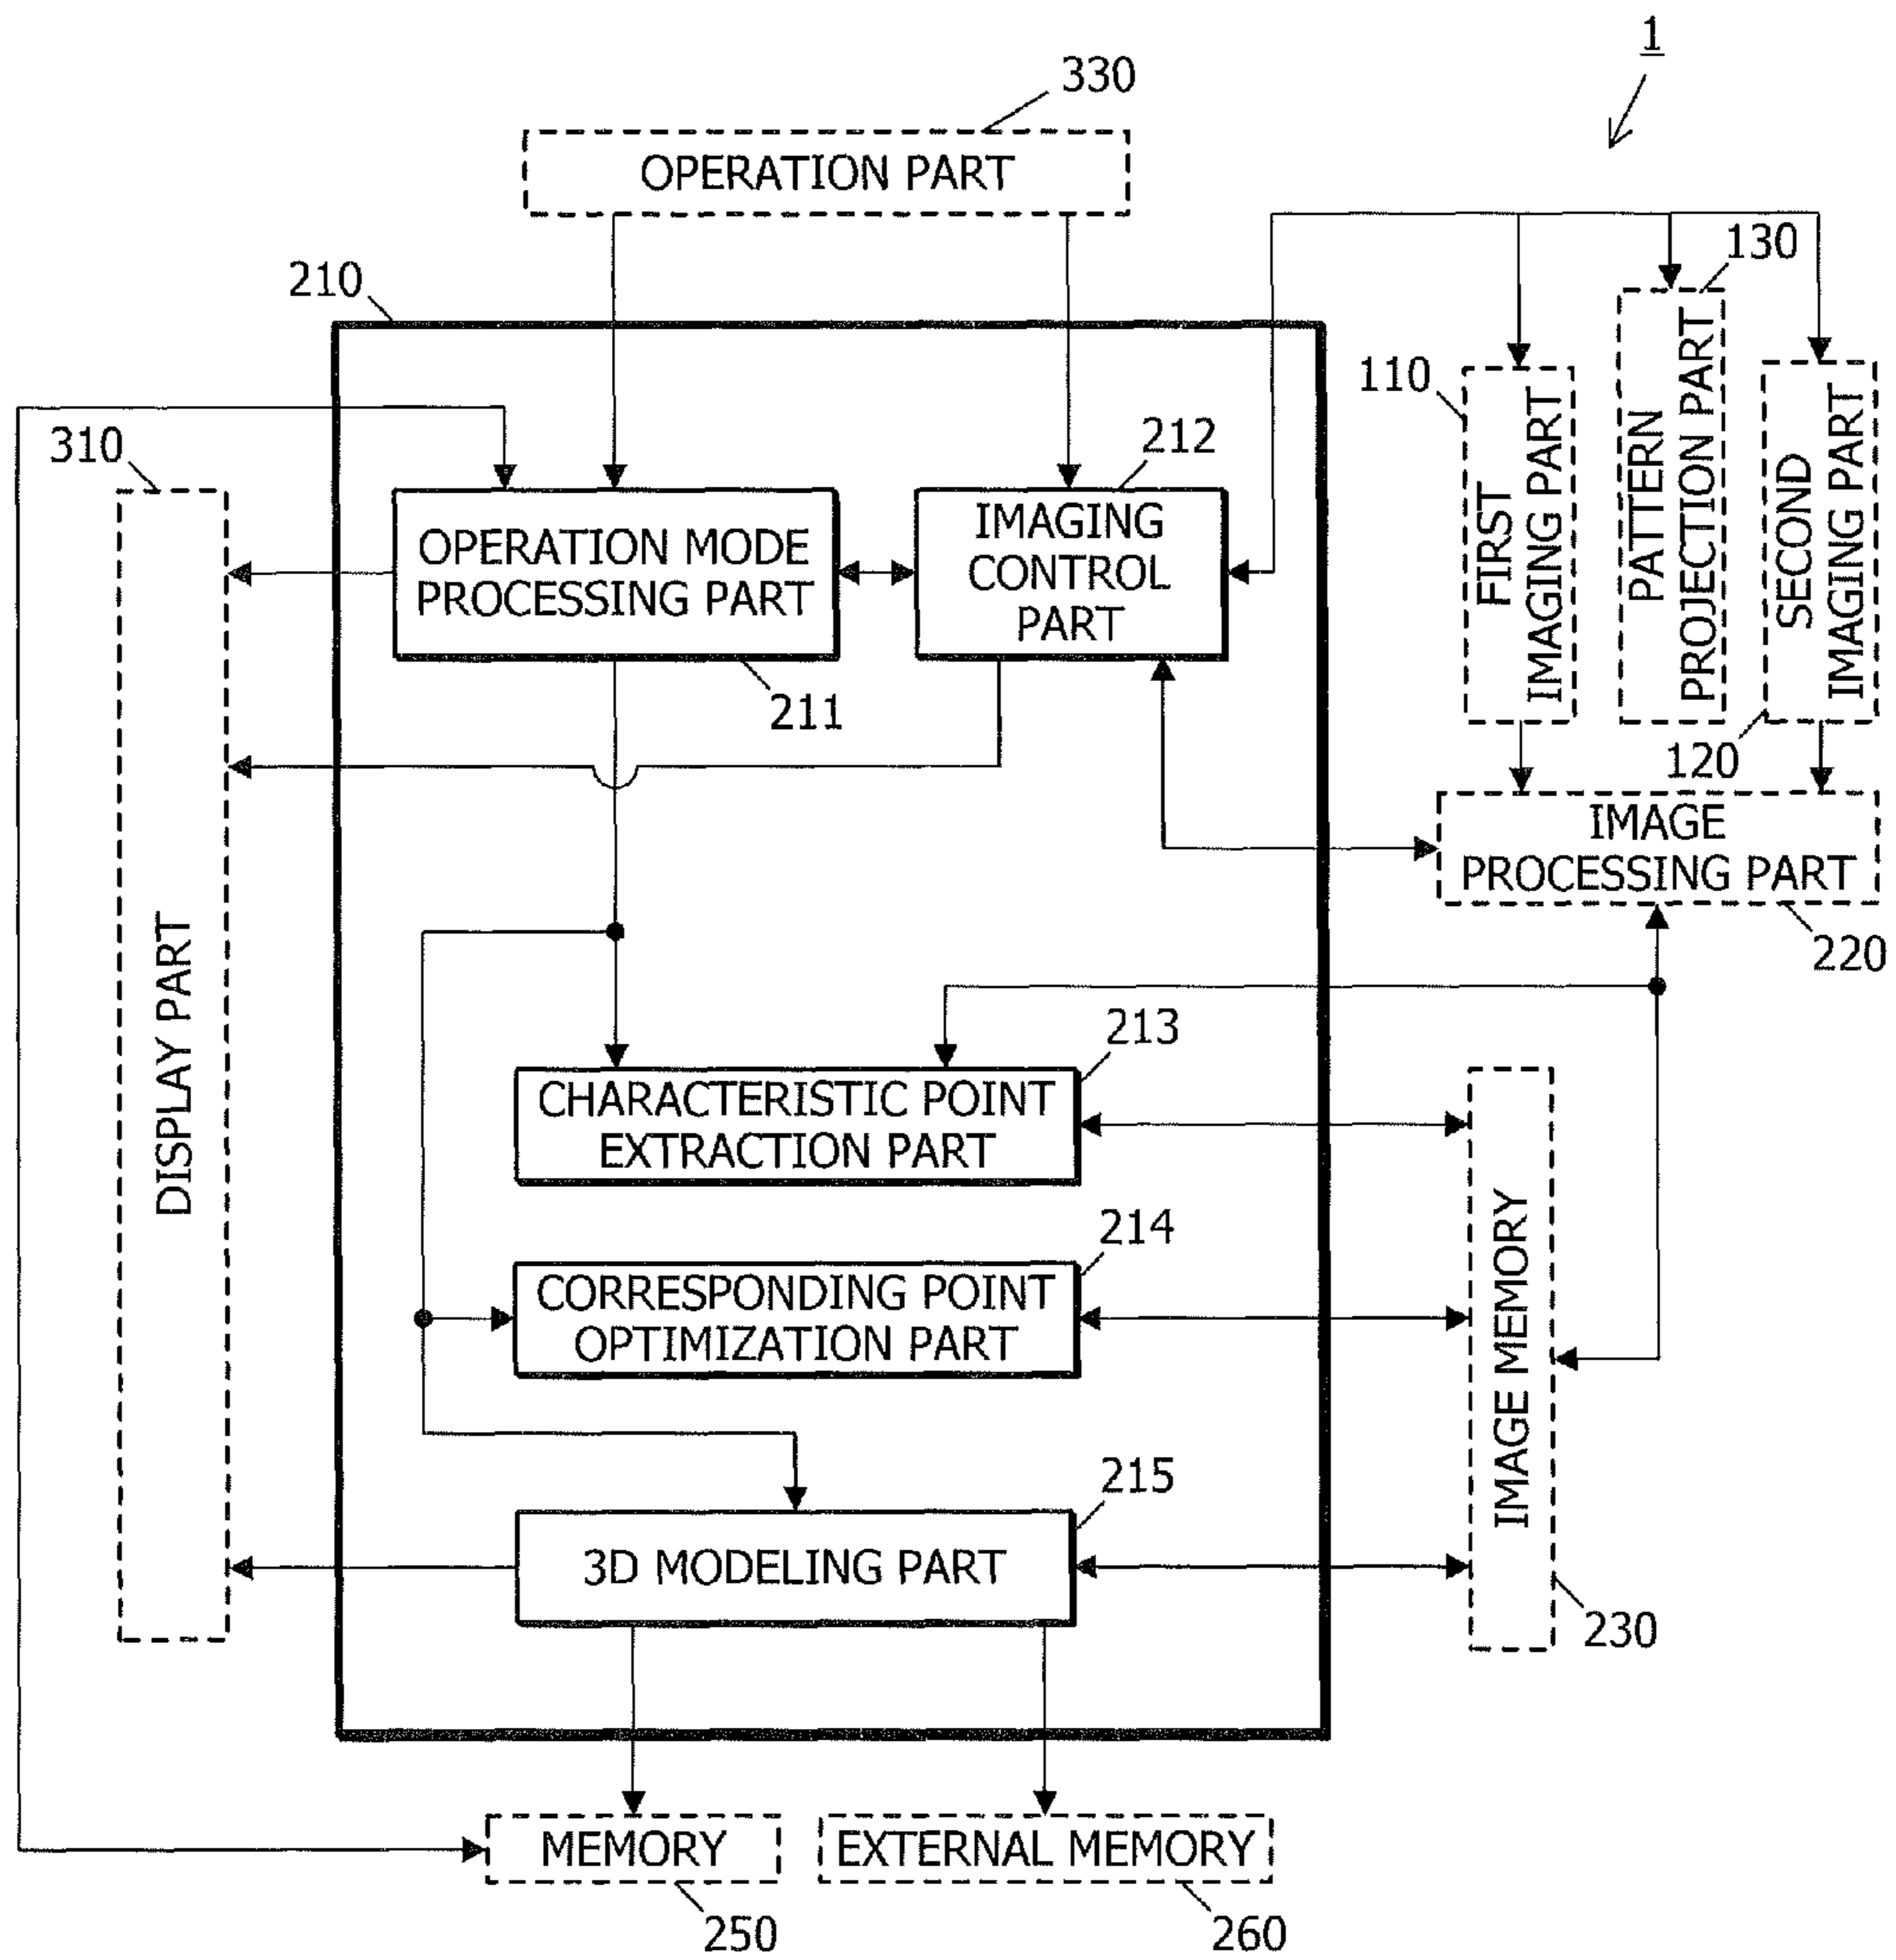 1
330
OPERATION PART
210
130
110
310
212
FIRST
IMAGING PART
PATTERN
PROJECTION PART
SECOND
IMAGING PART
OPERATION MODE
PROCESSING PART
IMAGING
CONTROL
PART
211
120
IMAGE
PROCESSING PART
220
DISPLAY PART
213
CHARACTERISTIC POINT
EXTRACTION PART
214
CORRESPONDING POINT
OPTIMIZATION PART
IMAGE MEMORY
215
3D MODELING PART
230
MEMORY
EXTERNAL MEMORY
250
260